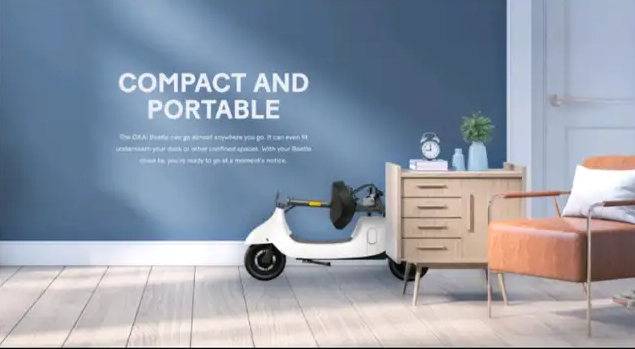 COMPACT AND
PORTABLE
The OKAI Beetle can go almost anywhere you go. It can even fit
underneath your desk or other confined spaces. With your Beetle
close by, you're ready to go at a moment's notice.